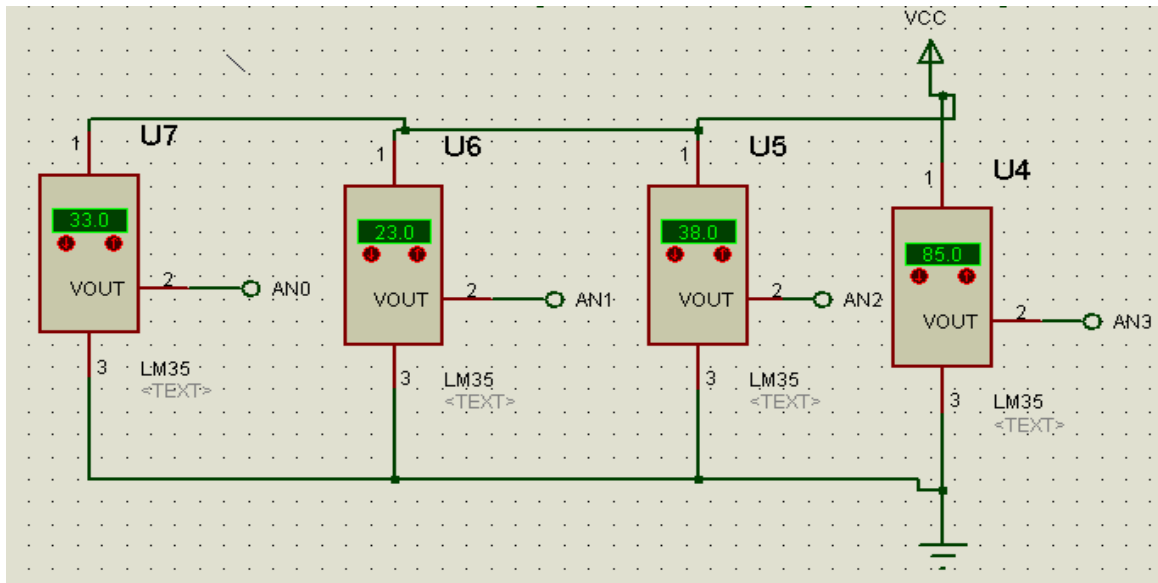 VCC
1 U7
1 U6
1 U5
1 U4
33.0
23.0
38.0
85.0
VOUT 2 AN0
VOUT 2 AN1
VOUT 2 AN2
VOUT 2 AN3
3 LM35
<TEXT>
3 LM35
<TEXT>
3 LM35
<TEXT>
3 LM35
<TEXT>